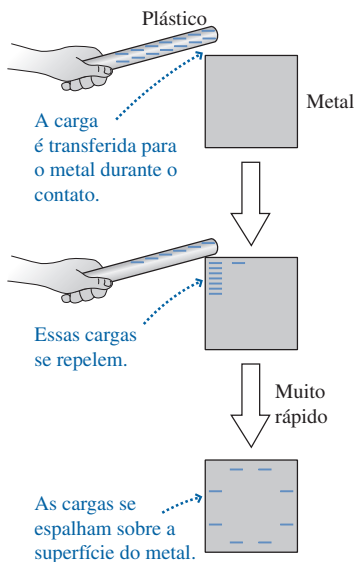 Plástico
Metal
A carga
é transferida para
o metal durante o
contato.
Essas cargas
se repelem.
Muito
rápido
As cargas se
espalham sobre a
superfície do metal.